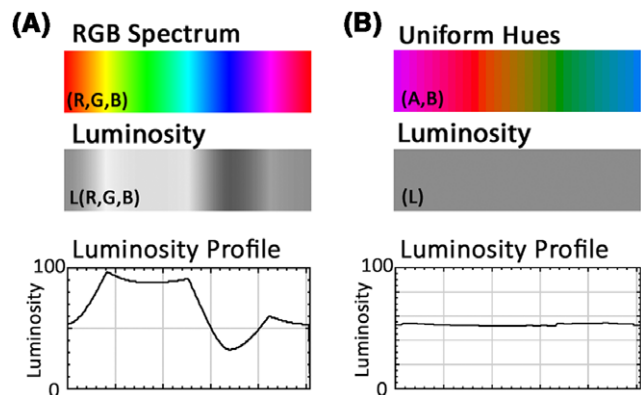 (A)
RGB Spectrum
(R,G,B)
Luminosity
L(R,G,B)
Luminosity Profile
100
Luminosity
0
(B)
Uniform Hues
(A,B)
Luminosity
(L)
Luminosity Profile
100
Luminosity
0